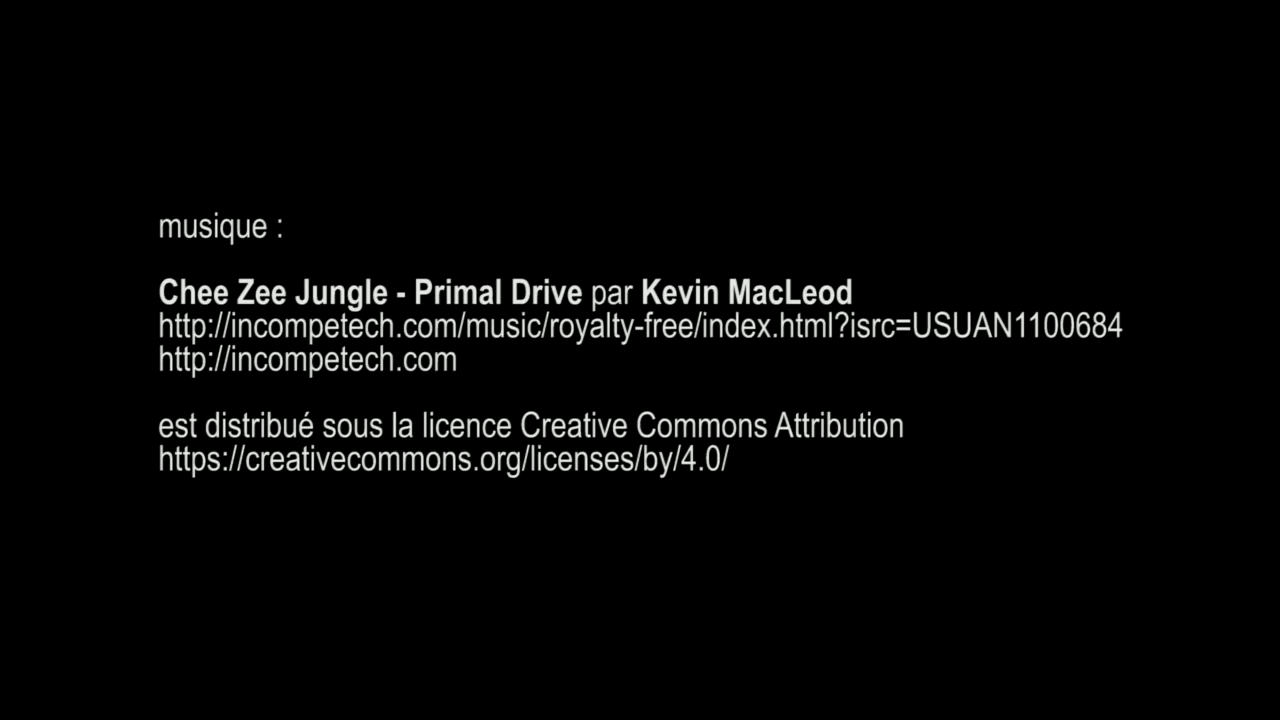 musique :
Chee Zee Jungle - Primal Drive par Kevin MacLeod
http://incompetech.com/music/royalty-free/index.html?isrc=USUAN1100684
http://incompetech.com
est distribué sous la licence Creative Commons Attribution
https://creativecommons.org/licenses/by/4.0/